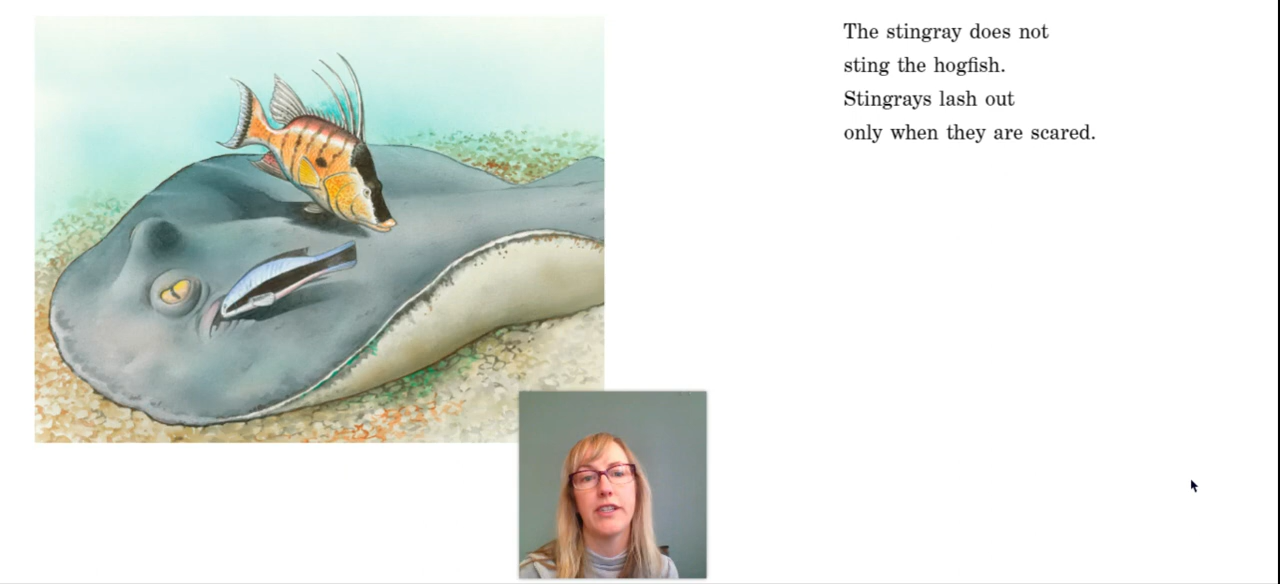 The stingray does not
sting the hogfish.
Stingrays lash out
only when they are scared.